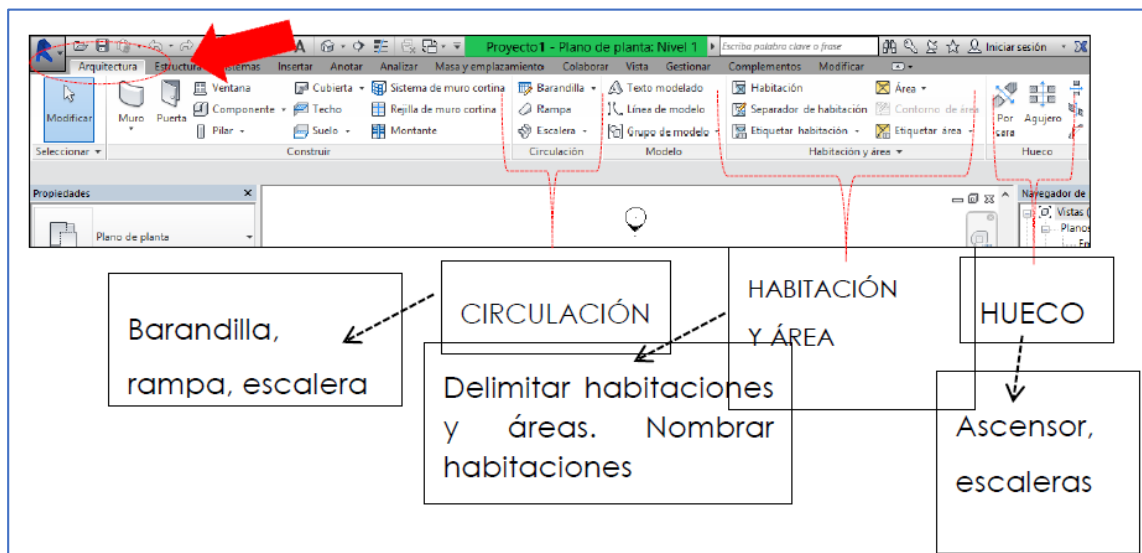 Proyecto1 - Plano de planta: Nivel 1
Escriba palabra clave o frase
Iniciar sesión
Arquitectura Estructura Sistemas Insertar Anotar Analizar Masa y emplazamiento Colaborar Vista Gestionar Complementos Modificar
Modificar
Muro
Puerta
Ventana
Componente
Pilar
Cubierta
Techo
Suelo
Sistema de muro cortina
Rejilla de muro cortina
Montante
Barandilla
Rampa
Escalera
Texto modelado
Línea de modelo
Grupo de modelo
Habitación
Separador de habitación
Etiquetar habitación
Área
Contorno de área
Etiquetar área
Por
cara
Agujero
Seleccionar
Construir
Circulación
Modelo
Habitación y área
Hueco
Propiedades
Plano de planta
Navegador de
Vistas (
Planos
CIRCULACIÓN
HABITACIÓN
Y ÁREA
HUECO
Barandilla,
rampa, escalera
Delimitar habitaciones
y áreas. Nombrar
habitaciones
Ascensor,
escaleras